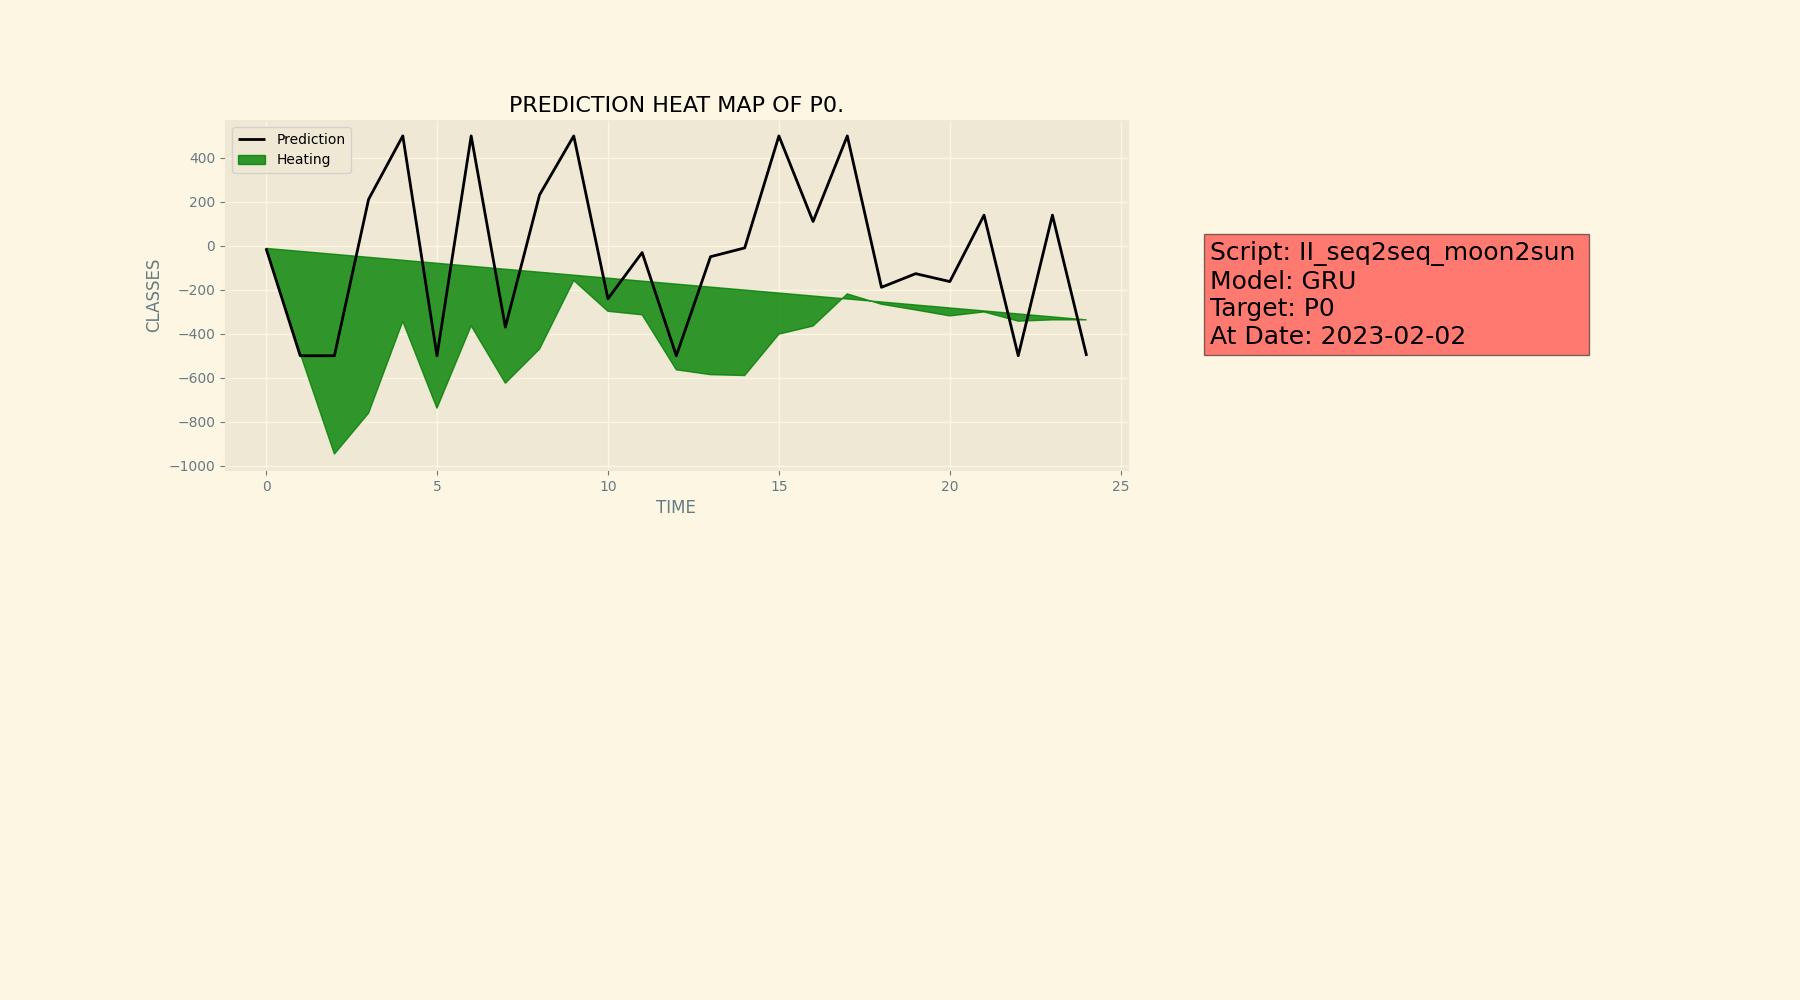 PREDICTION HEAT MAP OF P0.
Prediction
Heating
400
200
0
−200
−400
−600
−800
−1000
CLASSES
0 5 10 15 20 25
TIME
Script: II_seq2seq_moon2sun
Model: GRU
Target: P0
At Date: 2023-02-02